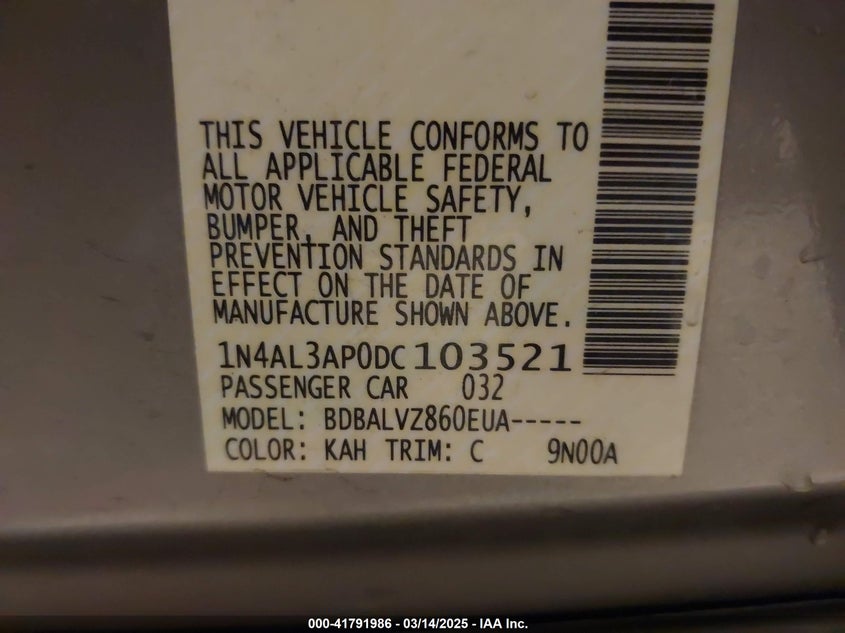 THIS VEHICLE CONFORMS TO
ALL APPLICABLE FEDERAL
MOTOR VEHICLE SAFETY,
BUMPER, AND THEFT
PREVENTION STANDARDS IN
EFFECT ON THE DATE OF
MANUFACTURE SHOWN ABOVE.
1N4AL3AP0DC103521
PASSENGER CAR 032
MODEL: BDBALVZ860EUA-----
COLOR: KAH TRIM: C 9N00A
000-41791986 - 03/14/2025 - IAA Inc.